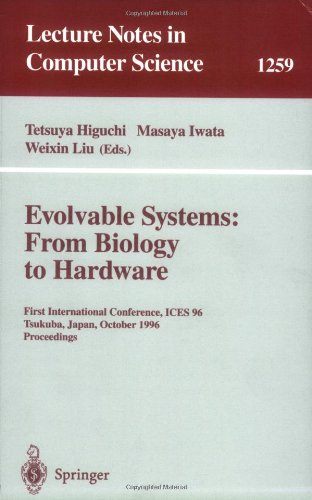 Lecture Notes in
Computer Science 1259
Tetsuya Higuchi Masaya Iwata
Weixin Liu (Eds.)
Evolvable Systems:
From Biology
to Hardware
First International Conference, ICES 96
Tsukuba, Japan, October 1996
Proceedings
Springer